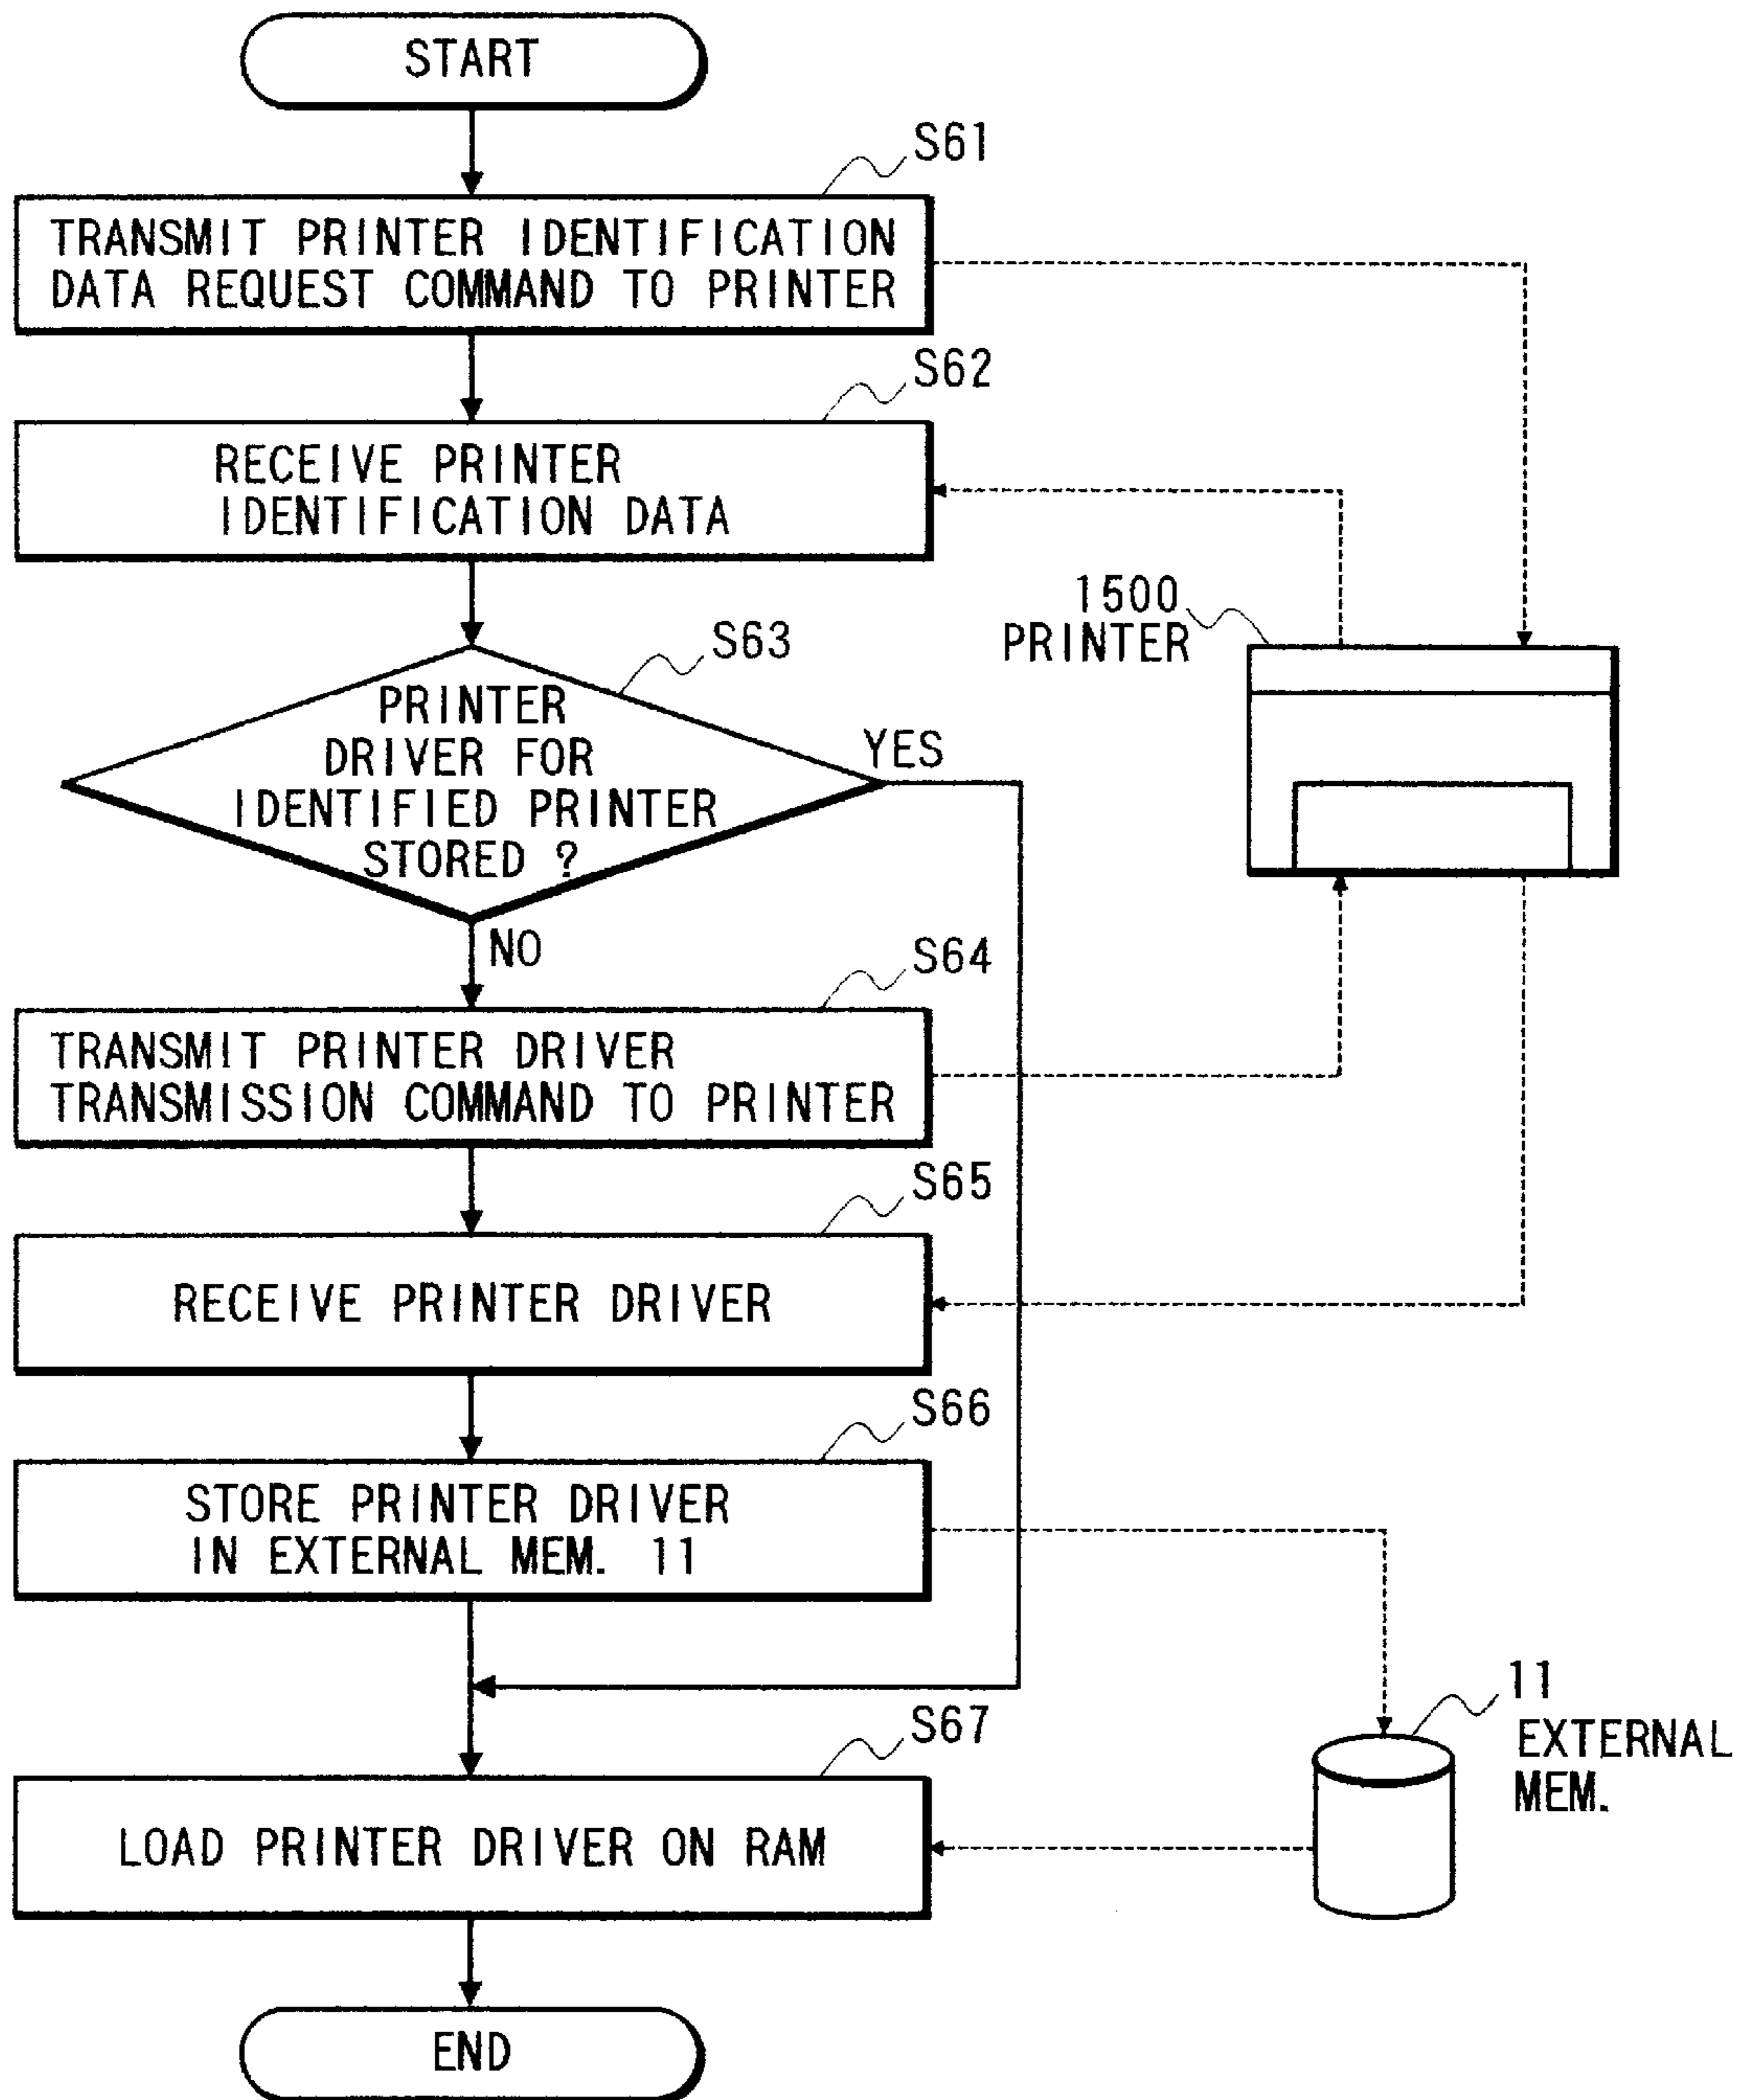 START
S61
TRANSMIT PRINTER IDENTIFICATION
DATA REQUEST COMMAND TO PRINTER
S62
RECEIVE PRINTER
IDENTIFICATION DATA
1500
PRINTER
S63
PRINTER
DRIVER FOR
IDENTIFIED PRINTER
STORED ?
YES
NO
S64
TRANSMIT PRINTER DRIVER
TRANSMISSION COMMAND TO PRINTER
S65
RECEIVE PRINTER DRIVER
S66
STORE PRINTER DRIVER
IN EXTERNAL MEM. 11
11
EXTERNAL
MEM.
S67
LOAD PRINTER DRIVER ON RAM
END